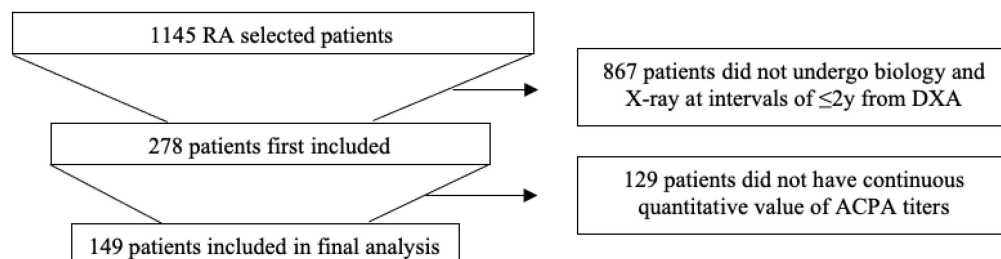 1145 RA selected patients
867 patients did not undergo biology and
X-ray at intervals of ≤2y from DXA
278 patients first included
129 patients did not have continuous
quantitative value of ACPA titers
149 patients included in final analysis